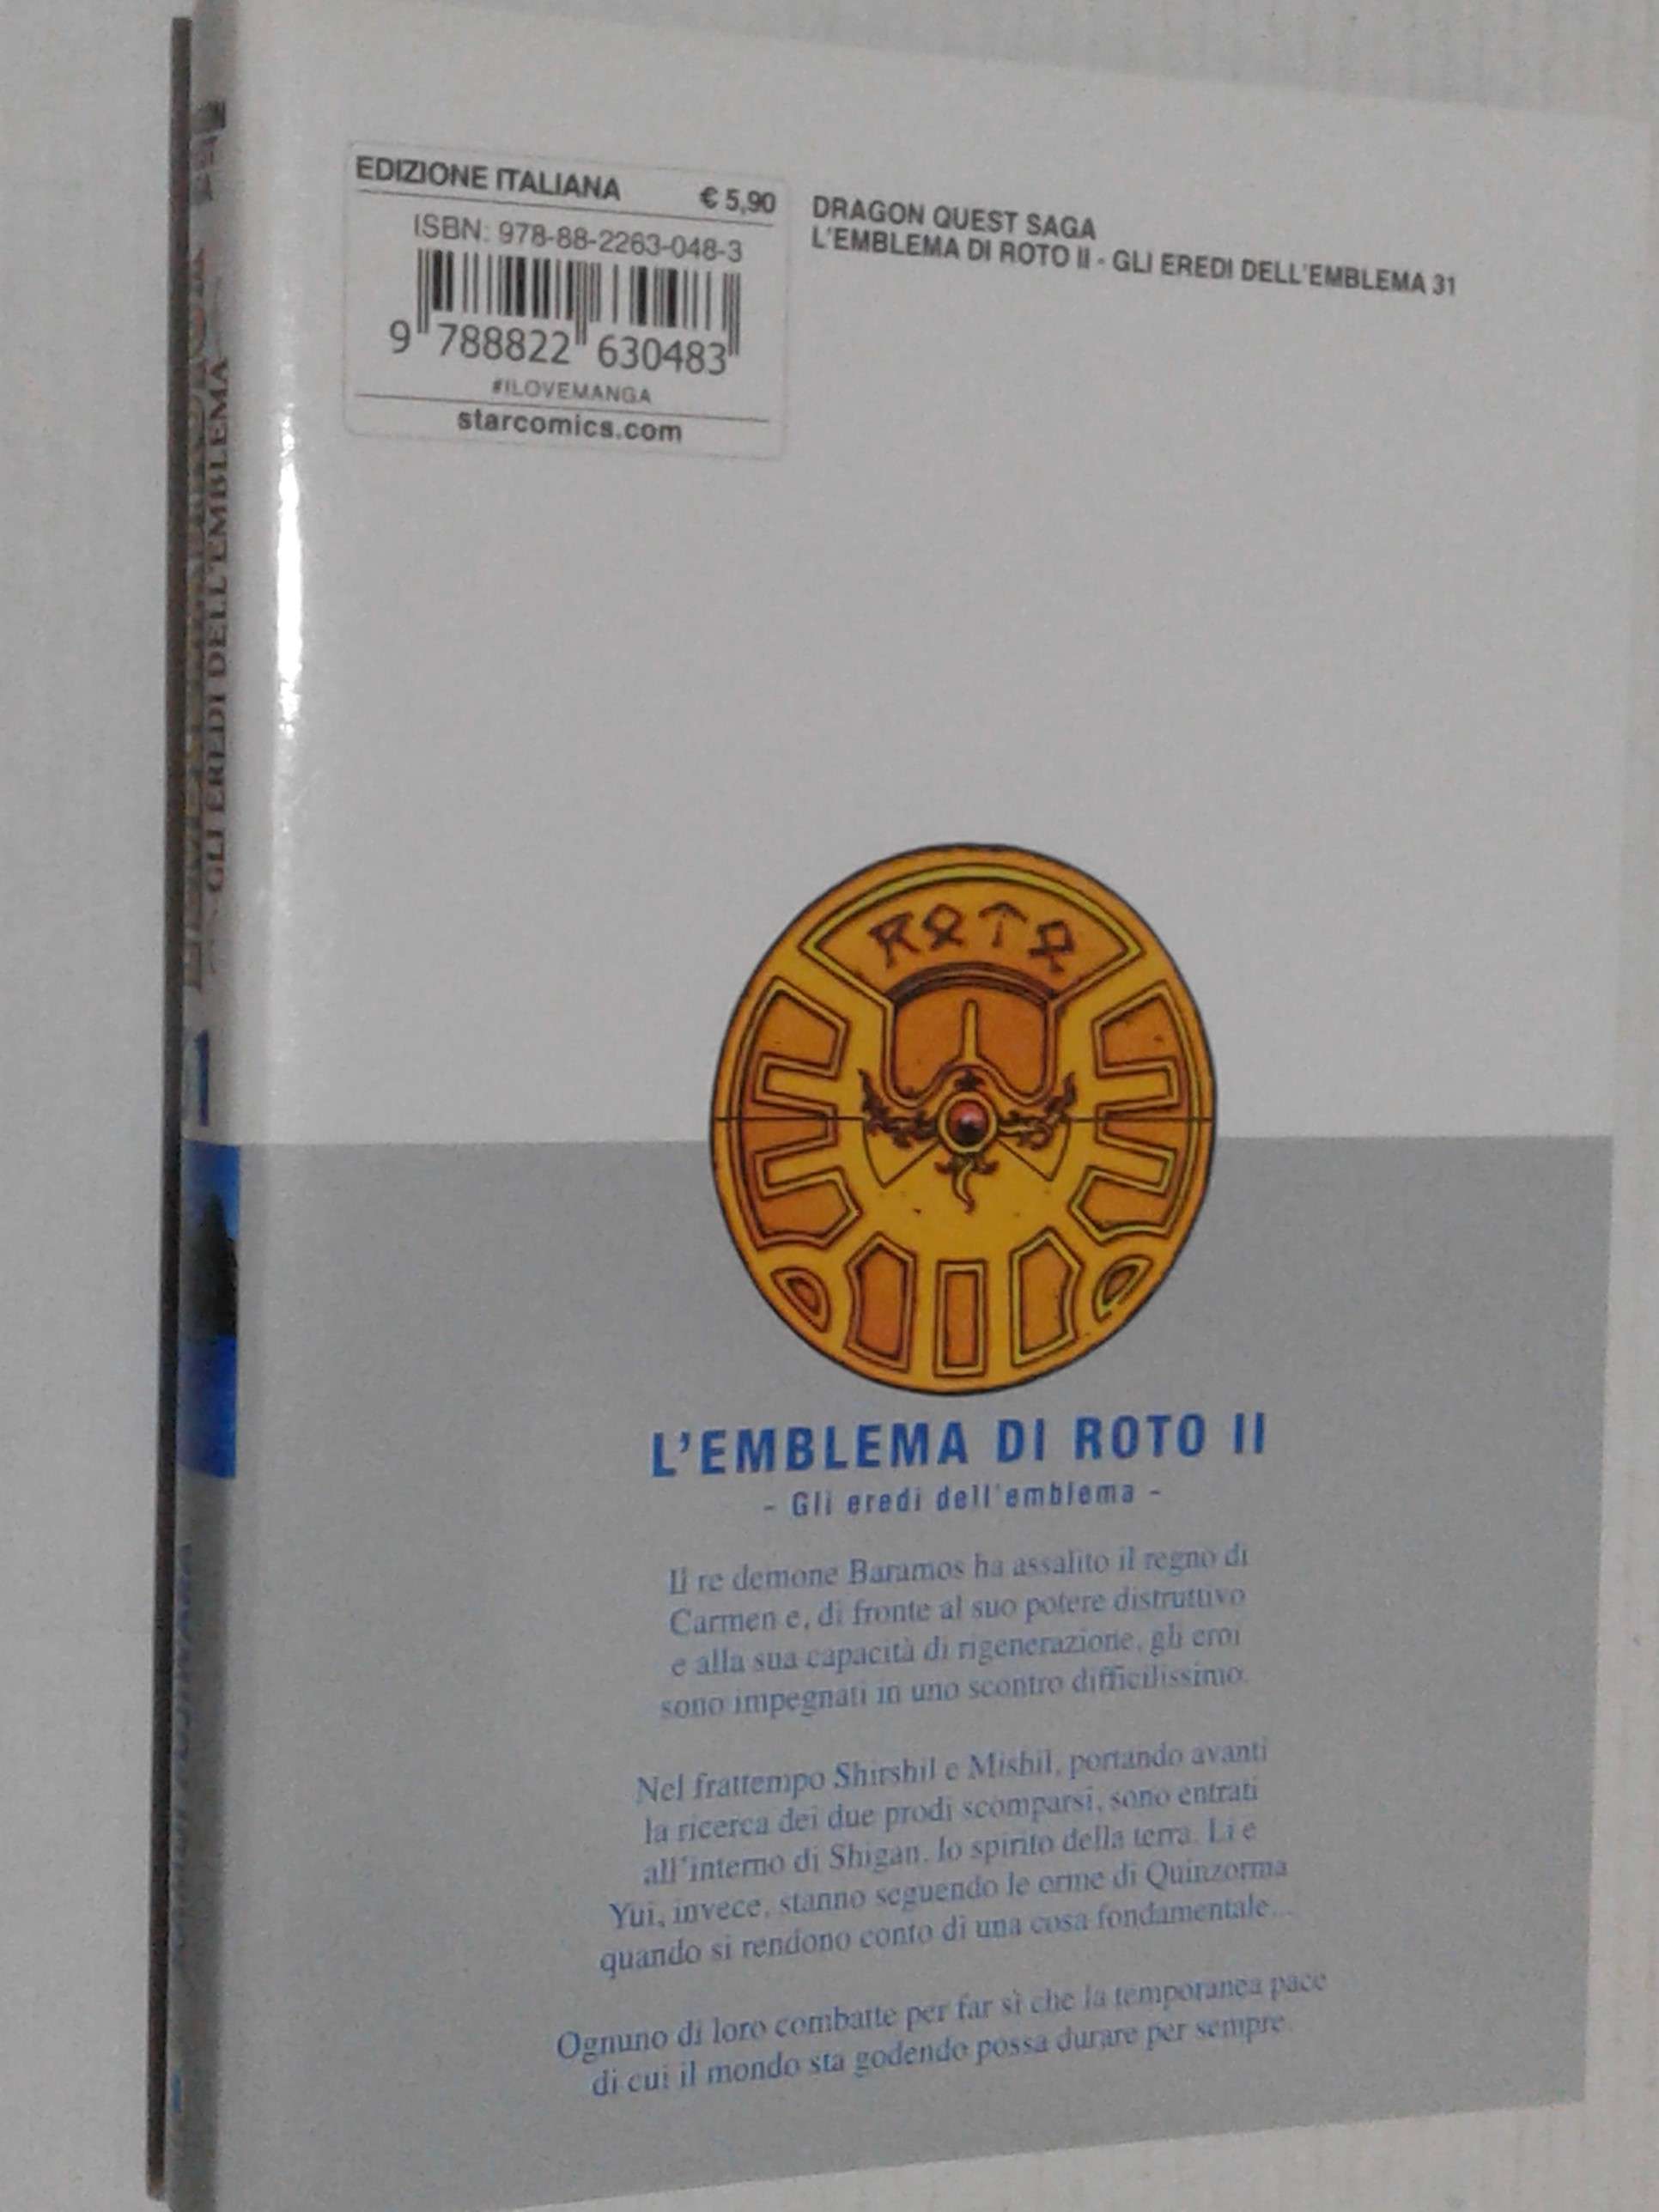 EDIZIONE ITALIANA € 5,90
ISBN: 978-88-2263-048-3
9 788822 630483
#ILOVEMANGA
starcomics.com
DRAGON QUEST SAGA
L'EMBLEMA DI ROTO II - GLI EREDI DELL'EMBLEMA 31
GLI EREDI DELL'EMBLEMA
ROTO
L'EMBLEMA DI ROTO II
- Gli eredi dell'emblema -
Il re demone Baramos ha assalito il regno di
Carmen e, di fronte al suo potere distruttivo
e alla sua capacità di rigenerazione, gli eroi
sono impegnati in uno scontro difficilissimo.
Nel frattempo Shirshil e Mishil, portando avanti
la ricerca dei due prodi scomparsi, sono entrati
all'interno di Shigan, lo spirito della terra. Li e
Yui, invece, stanno seguendo le orme di Quinzorma
quando si rendono conto di una cosa fondamentale...
Ognuno di loro combatte per far sì che la temporanea pace
di cui il mondo sta godendo possa durare per sempre.